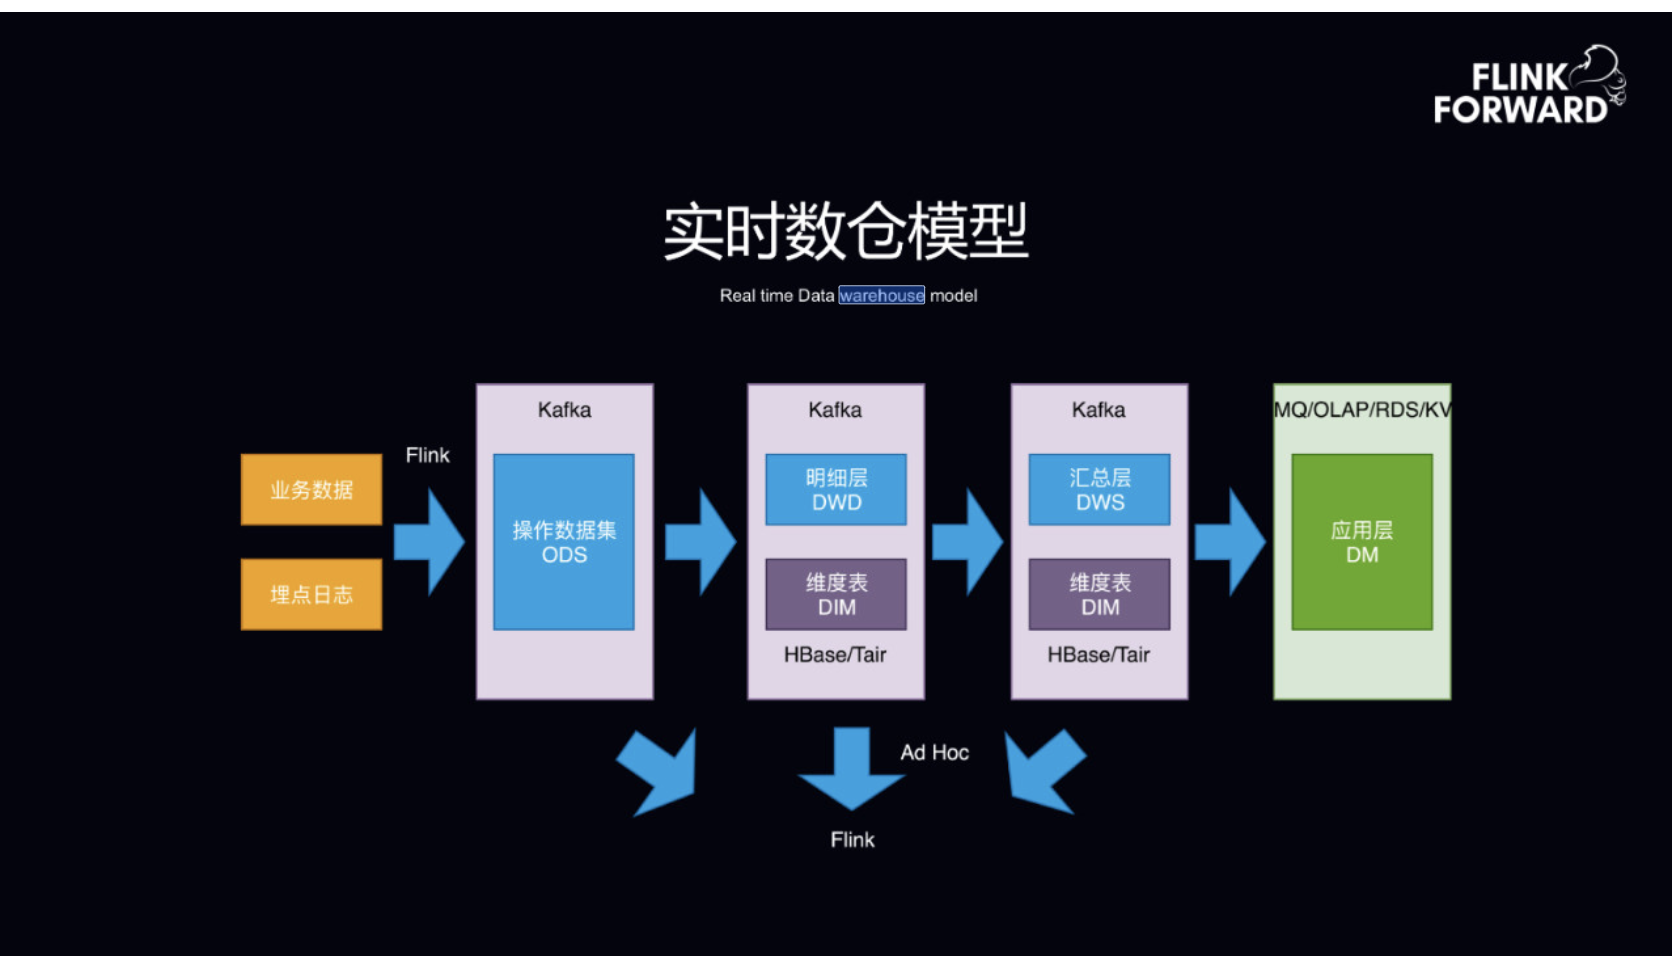 FLINK
FORWARD
实时数仓模型
Real time Data warehouse model
Kafka
Kafka
Kafka
MQ/OLAP/RDS/KV
Flink
业务数据
埋点日志
操作数据集
ODS
明细层
DWD
维度表
DIM
HBase/Tair
汇总层
DWS
维度表
DIM
HBase/Tair
应用层
DM
Ad Hoc
Flink